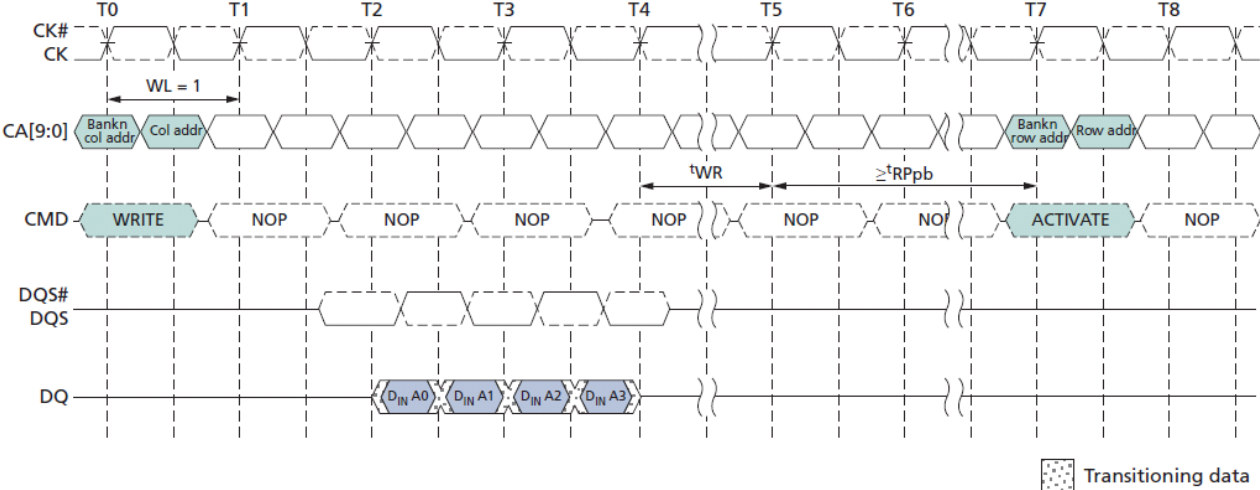 T0 T1 T2 T3 T4 T5 T6 T7 T8
CK#
CK
WL = 1
CA[9:0]
Bankn
col addr
Col addr
Bankn
row addr
Row addr
tWR
≥tRPpb
CMD
WRITE NOP NOP NOP NOP NOP NOP ACTIVATE NOP
DQS#
DQS
DQ
DIN A0 DIN A1 DIN A2 DIN A3
Transitioning data